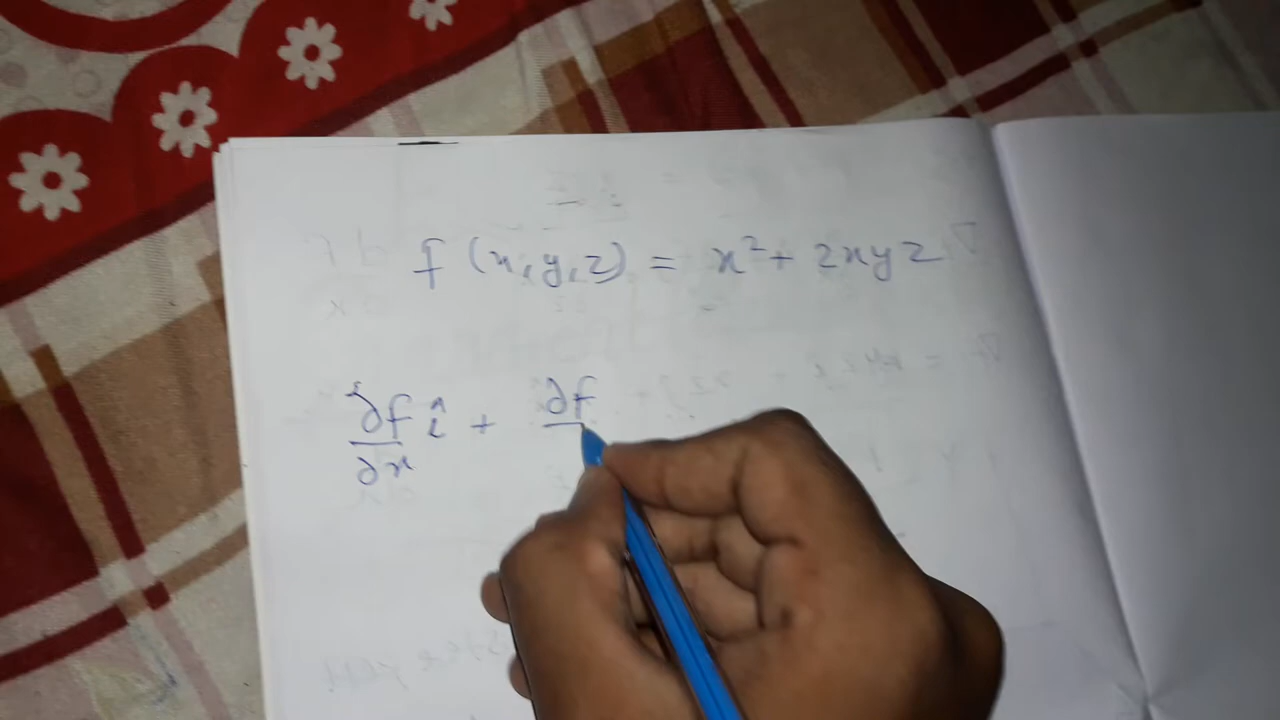 f (x, y, z) = x² + 2xyz
∂f/∂x î + ∂f